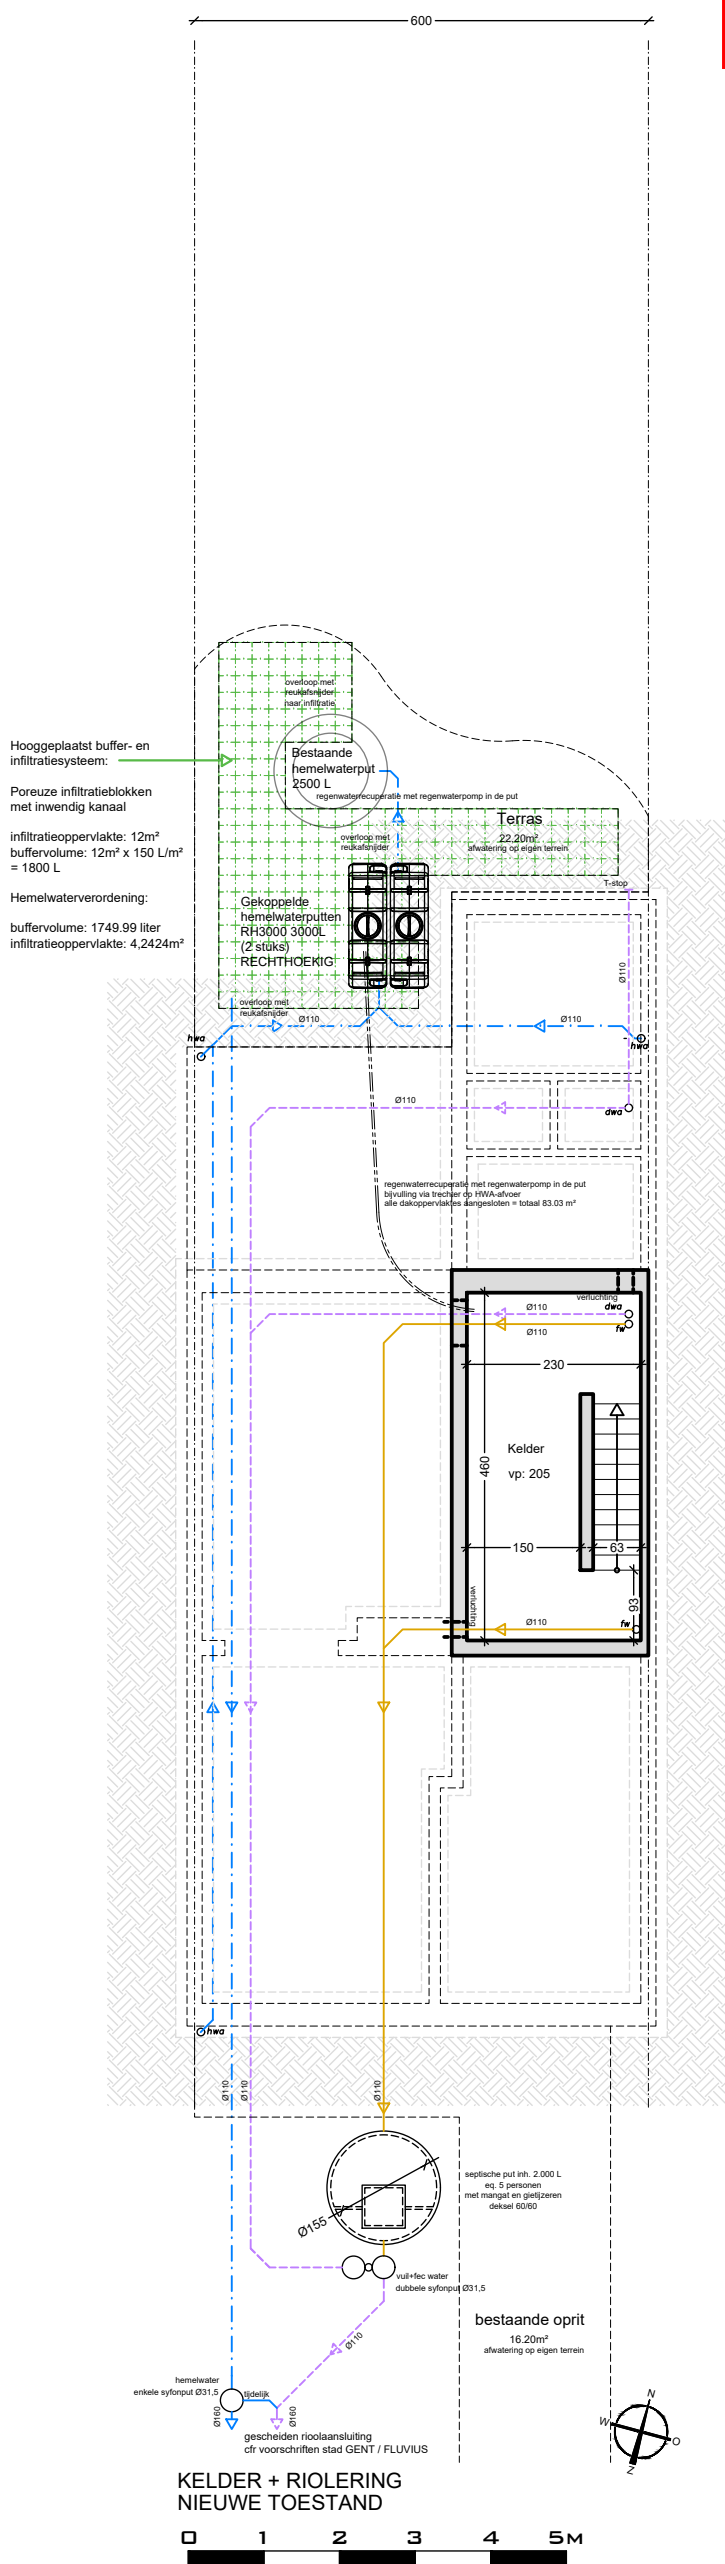 600
overloop met
reukafsnijder
naar infiltratie
Hooggeplaatst buffer- en
infiltratiesysteem:
Poreuze infiltratieblokken
met inwendig kanaal
infiltratieoppervlakte: 12m²
buffervolume: 12m² x 150 L/m²
= 1800 L
Hemelwaterverordening:
buffervolume: 1749.99 liter
infiltratieoppervlakte: 4,2424m²
Bestaande
hemelwaterput
2500 L
regenwaterrecuperatie met regenwaterpomp in de put
Terras
22.20m²
afwatering op eigen terrein
overloop met
reukafsnijder
T-stop
Gekoppelde
hemelwaterputten
RH3000 3000L
(2 stuks)
RECHTHOEKIG
Ø110
overloop met
reukafsnijder
Ø110
Ø110
hwa
hwa
Ø110
dwa
regenwaterrecuperatie met regenwaterpomp in de put
bijvulling via trechter op HWA-afvoer
alle dakoppervlaktes aangesloten = totaal 83.03 m²
verluchting
Ø110
dwa
Ø110
fw
230
460
Kelder
vp: 205
150
63
93
verluchting
Ø110
fw
hwa
Ø110
Ø110
Ø110
septische put inh. 2.000 L
eq. 5 personen
met mangat en gietijzeren
deksel 60/60
Ø155
vuil+fec water
dubbele syfonput Ø31,5
Ø110
bestaande oprit
16.20m²
afwatering op eigen terrein
hemelwater
enkele syfonput Ø31,5
tijdelijk
Ø160
Ø160
gescheiden rioolaansluiting
cfr voorschriften stad GENT / FLUVIUS
N
W
O
Z
KELDER + RIOLERING
NIEUWE TOESTAND
0 1 2 3 4 5M